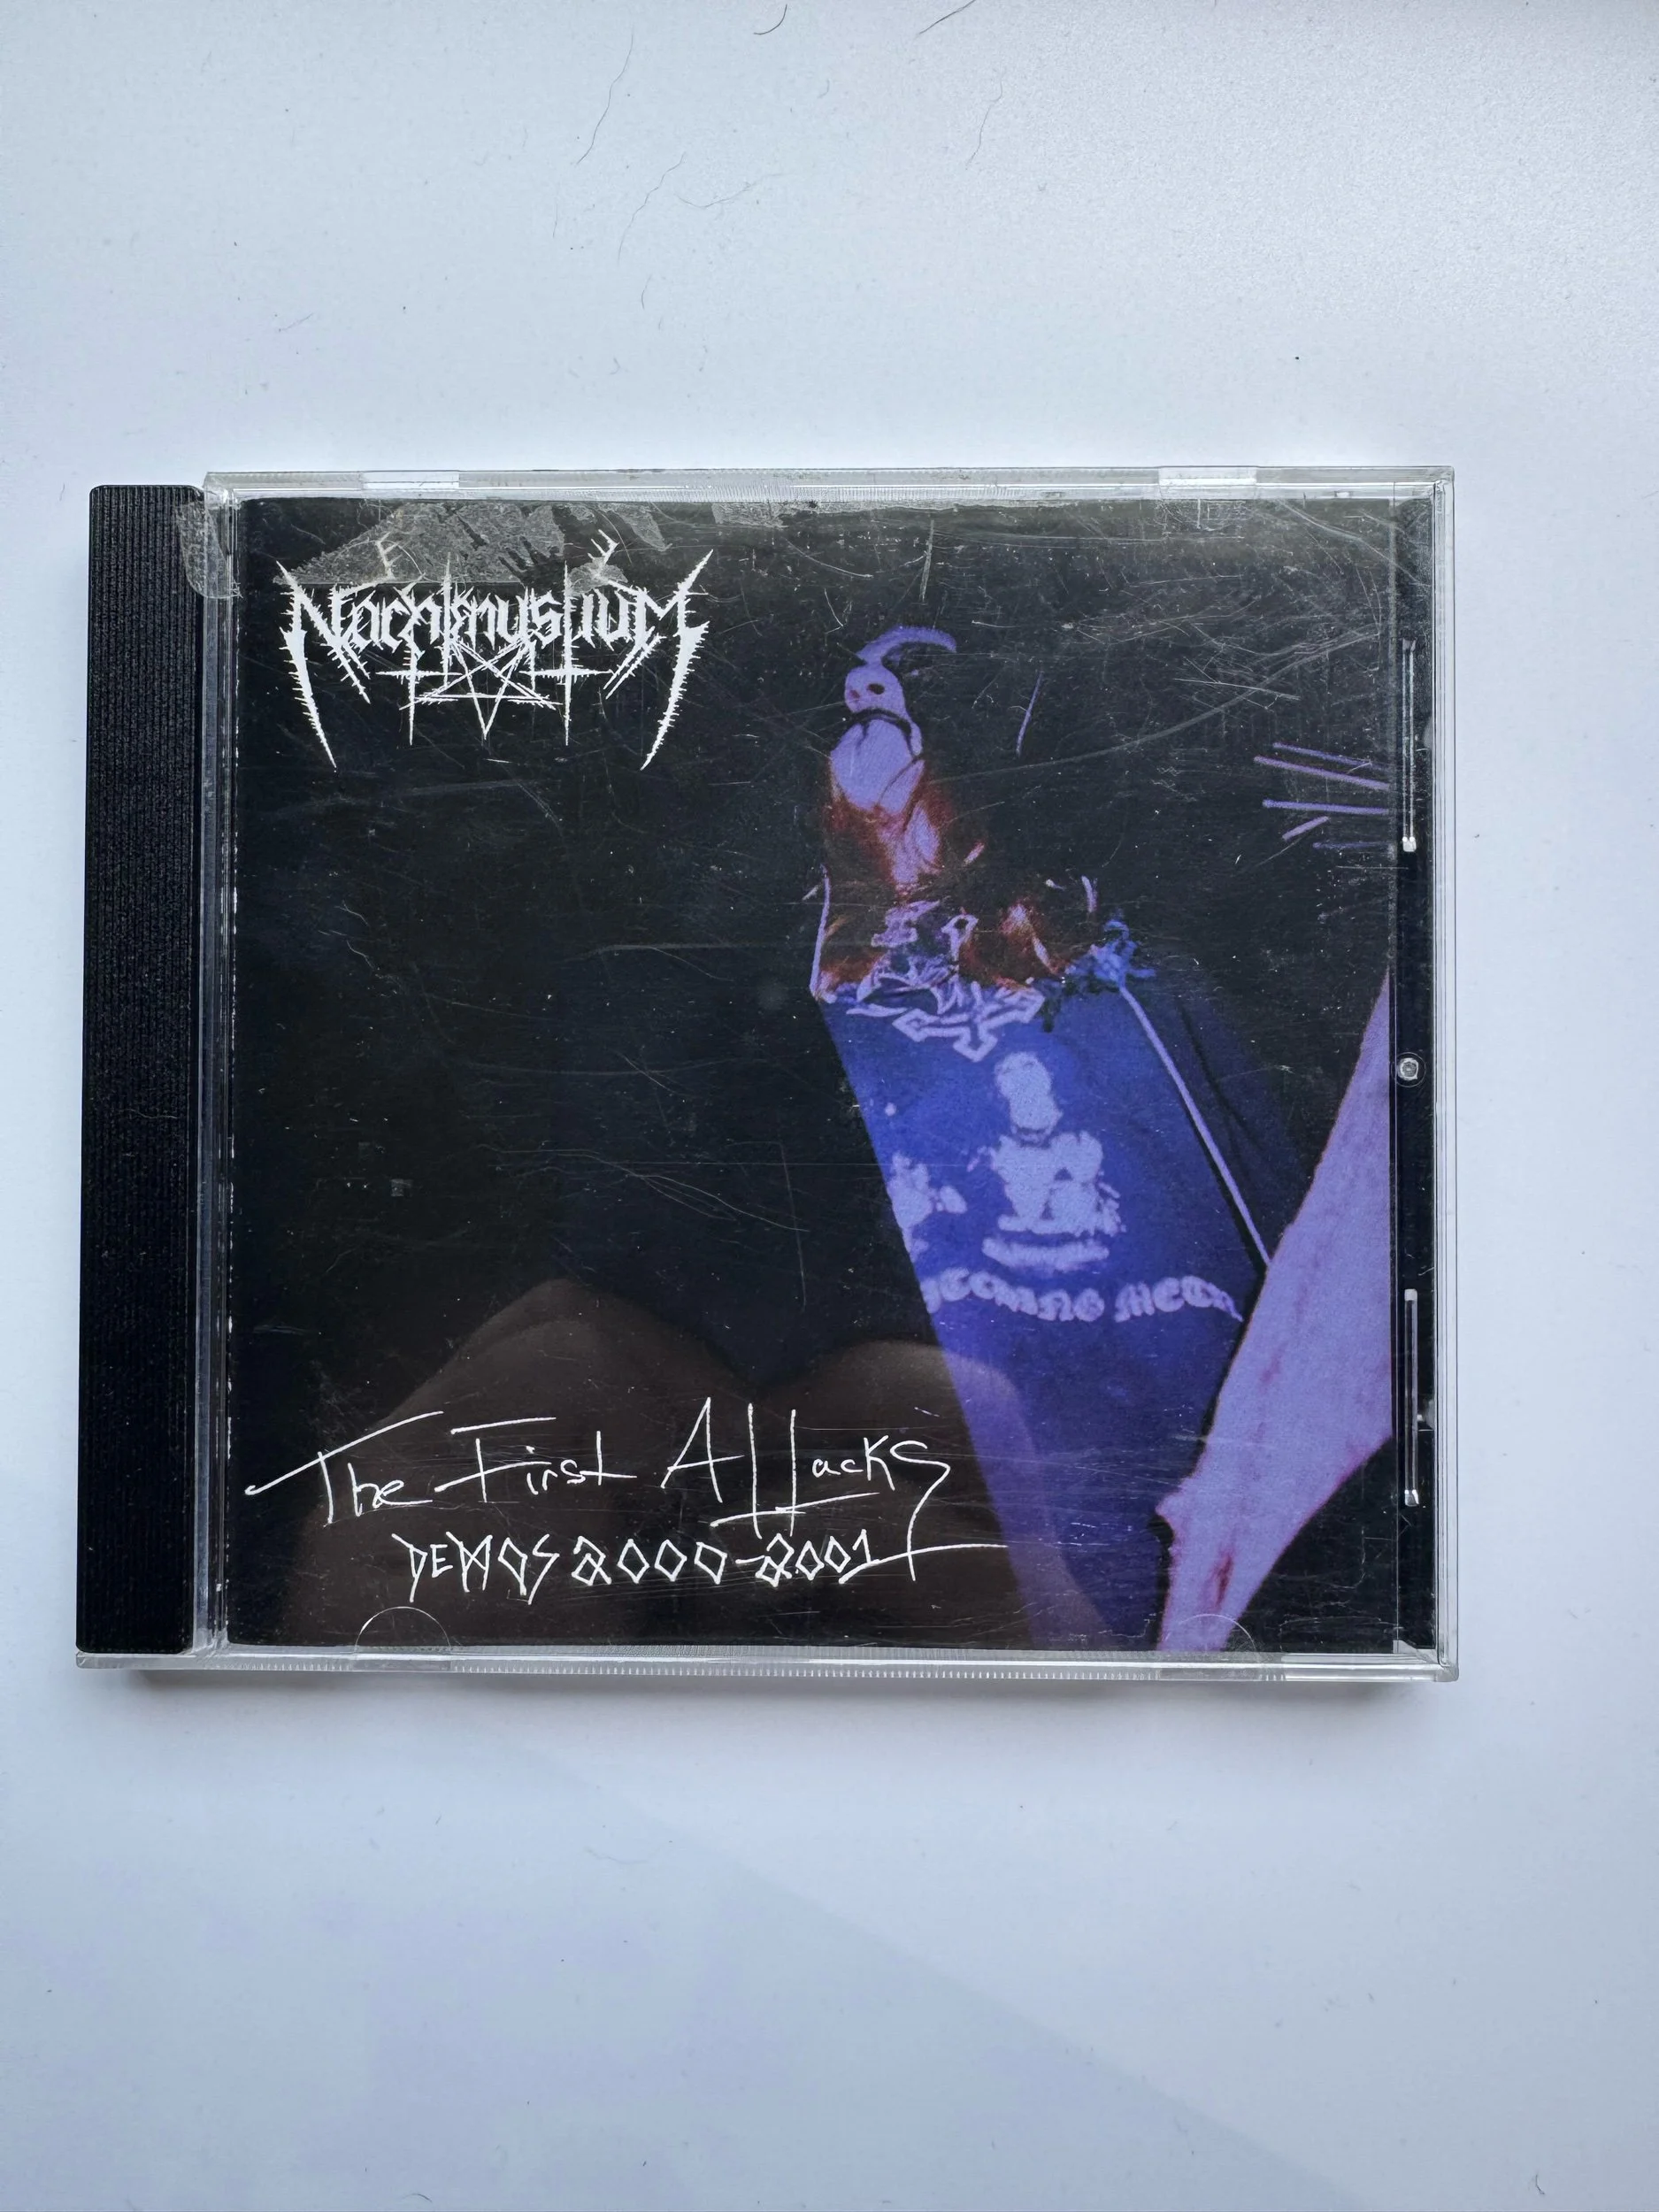 Nachtmystium
The First Attacks
DEMOS 2000-2001